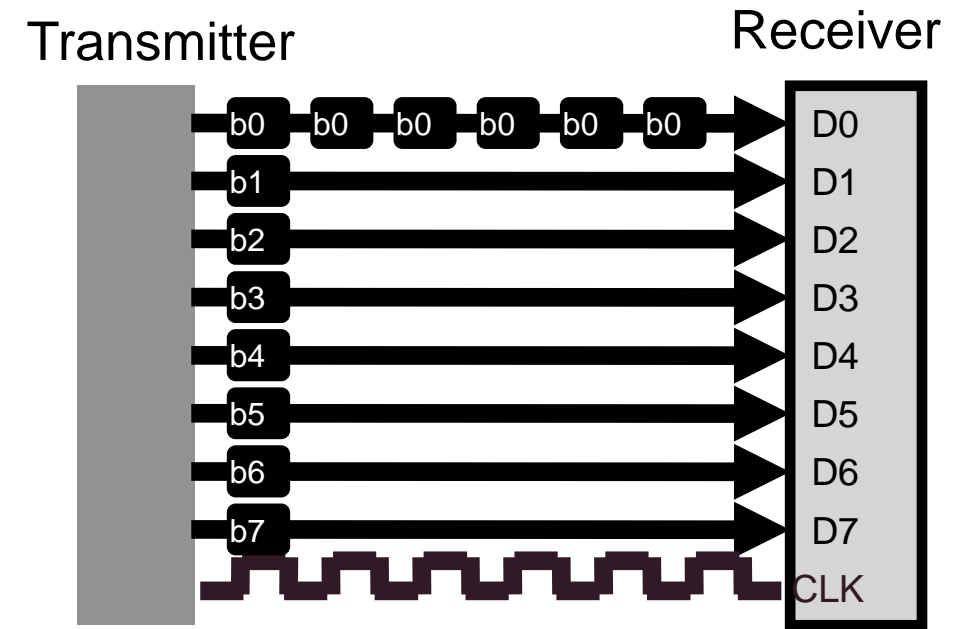 Transmitter Receiver
b0 b0 b0 b0 b0 b0 D0
b1 D1
b2 D2
b3 D3
b4 D4
b5 D5
b6 D6
b7 D7
CLK